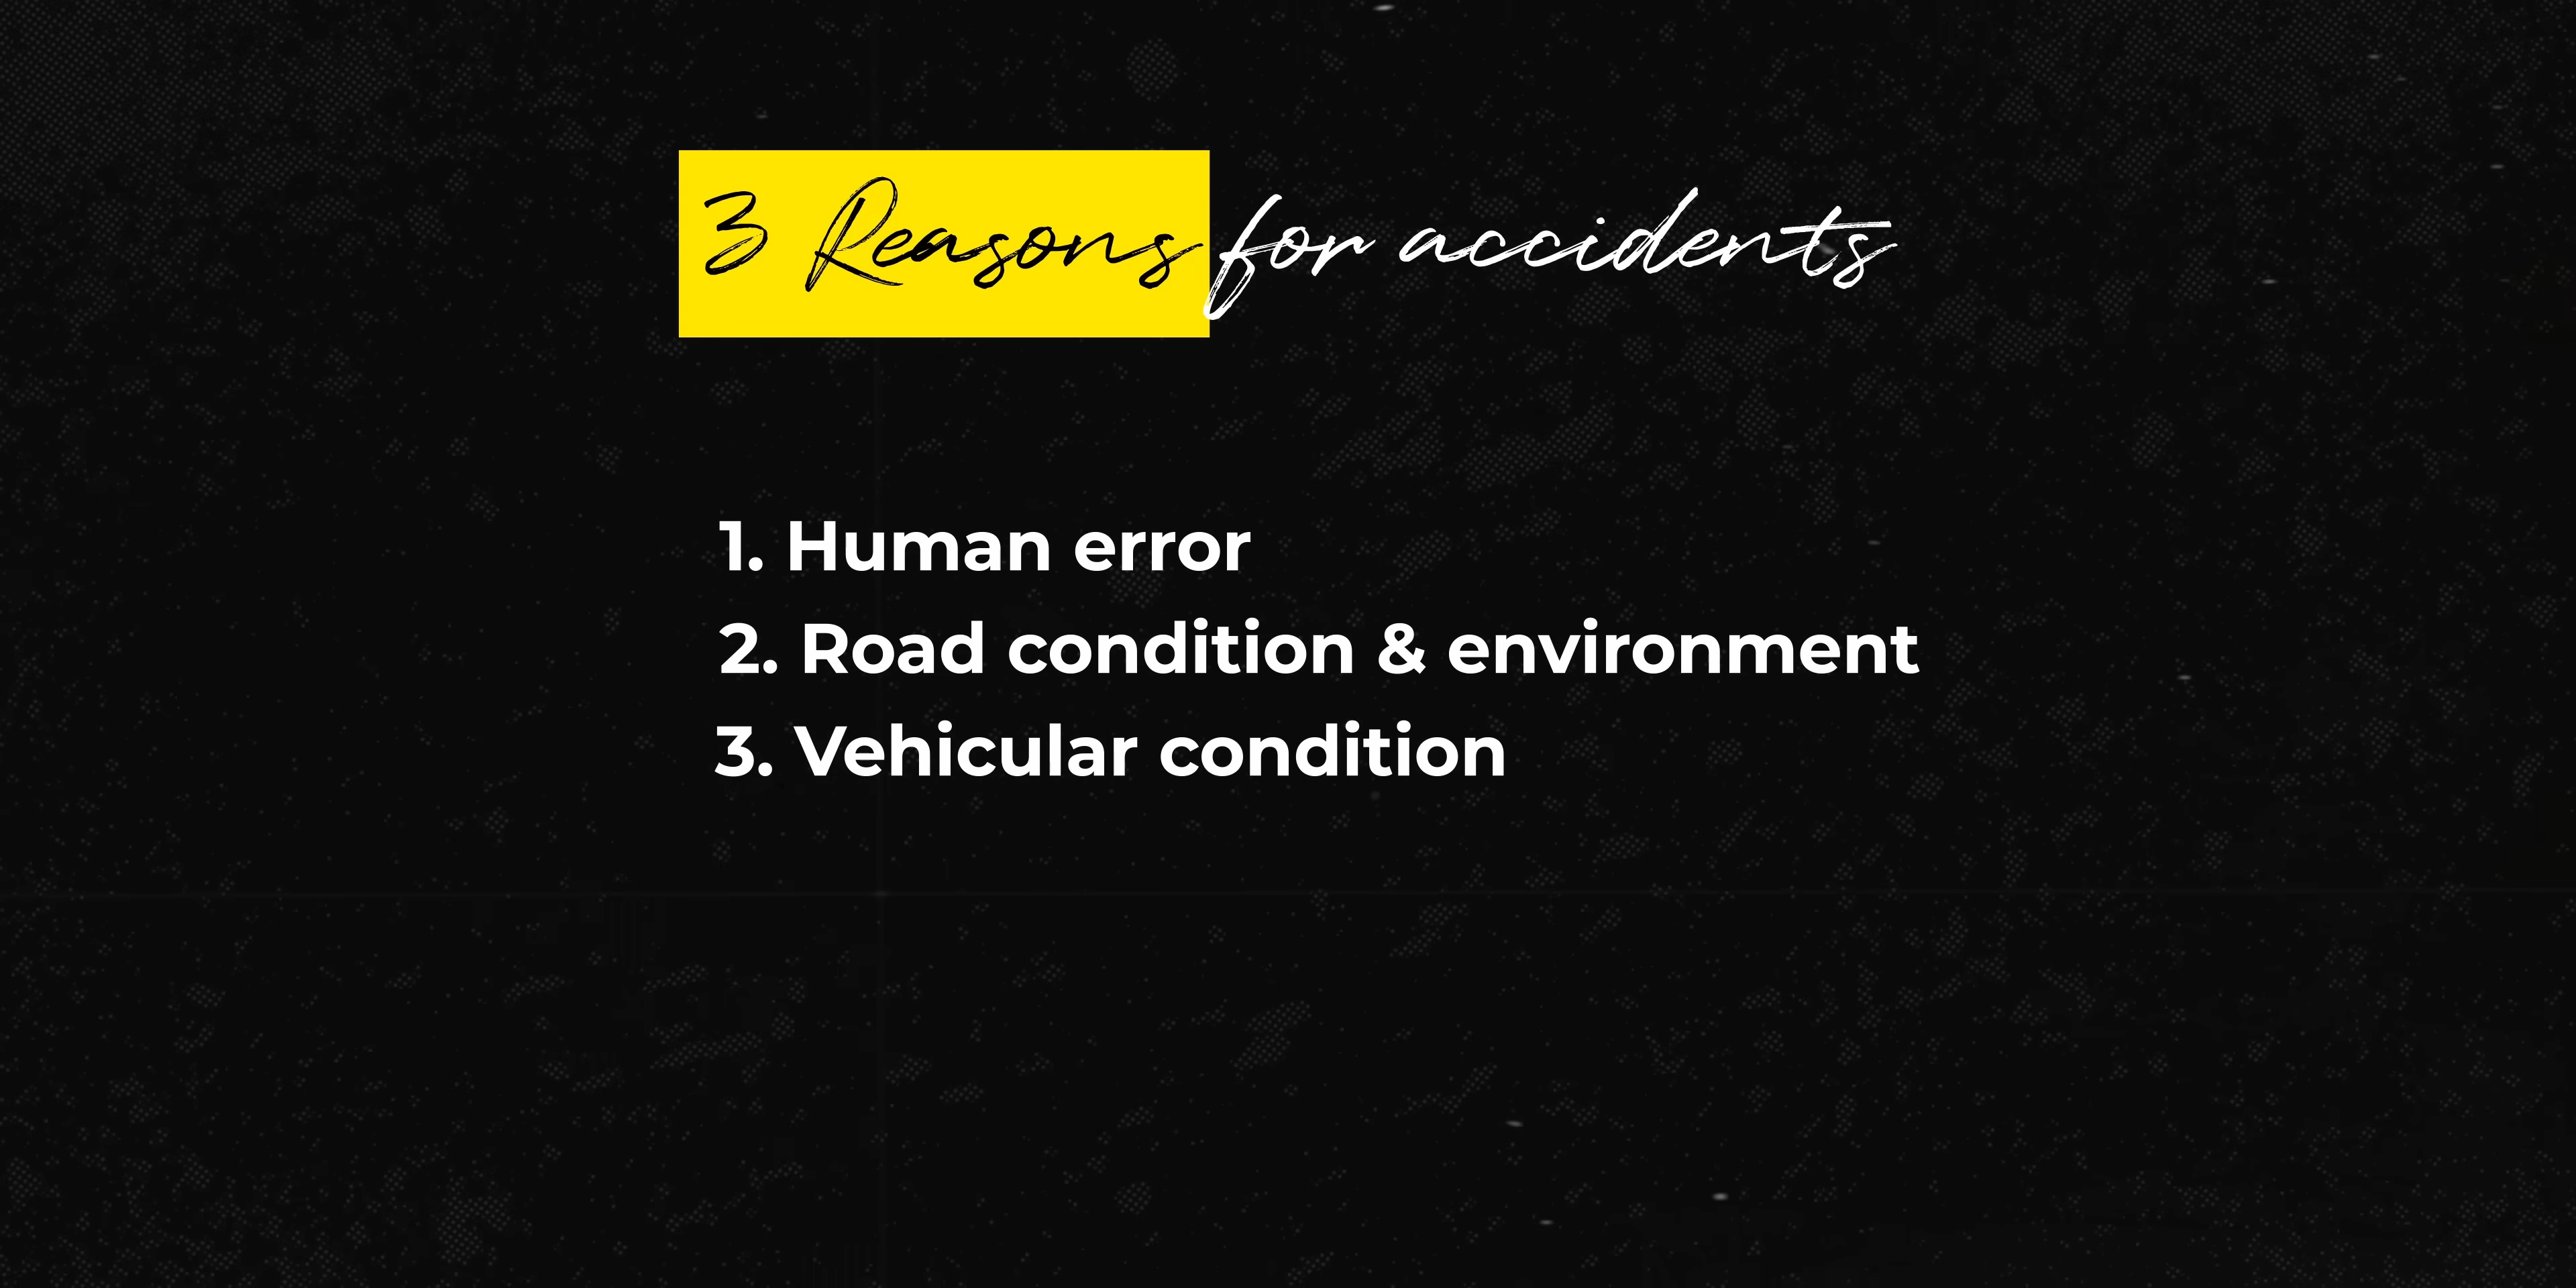 3 Reasons for accidents
1. Human error
2. Road condition & environment
3. Vehicular condition